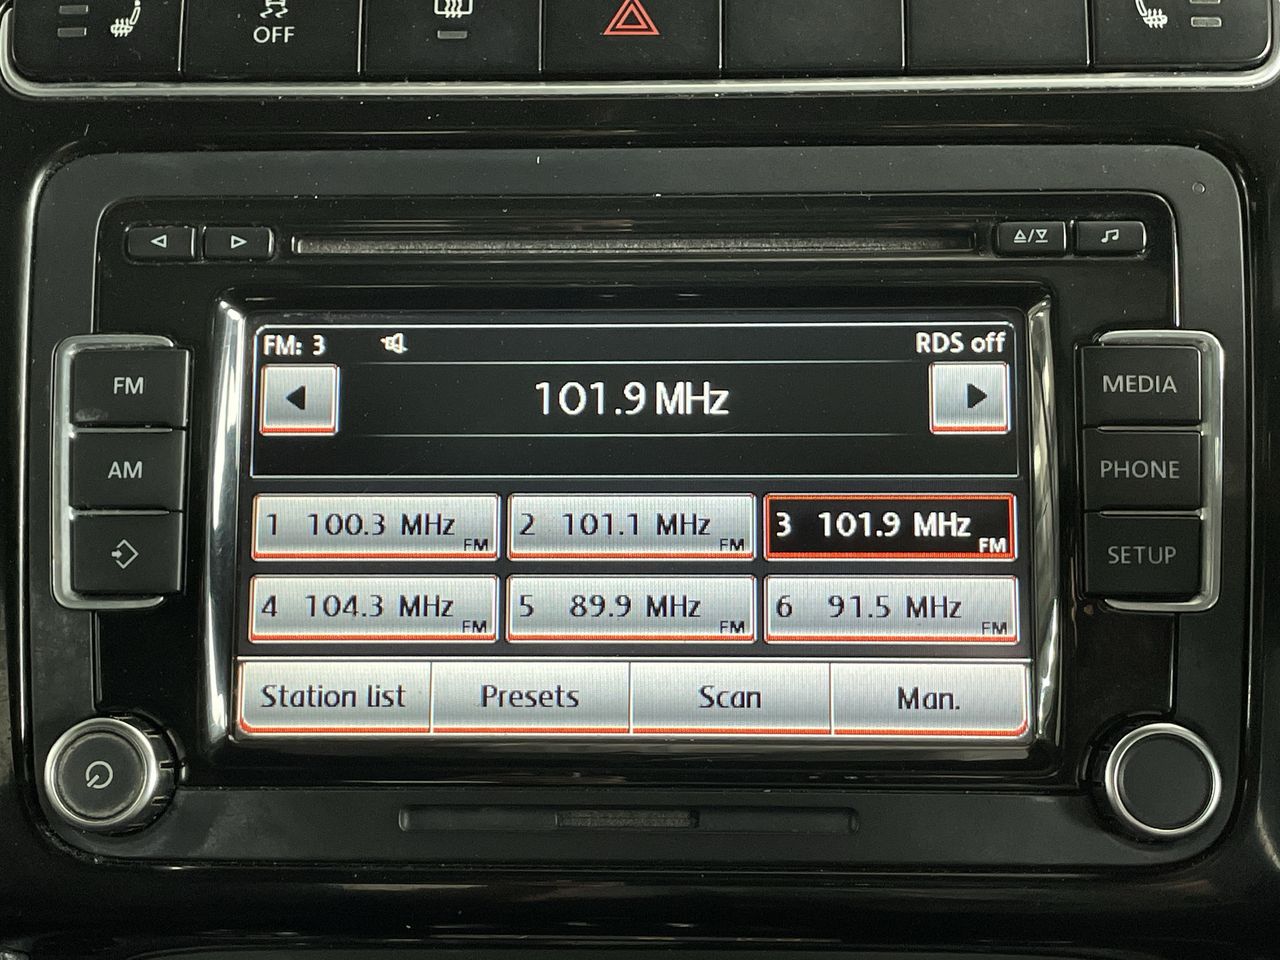 OFF
FM: 3
RDS off
101.9 MHz
FM
AM
MEDIA
PHONE
SETUP
1 100.3 MHz FM
2 101.1 MHz FM
3 101.9 MHz FM
4 104.3 MHz FM
5 89.9 MHz FM
6 91.5 MHz FM
Station list
Presets
Scan
Man.